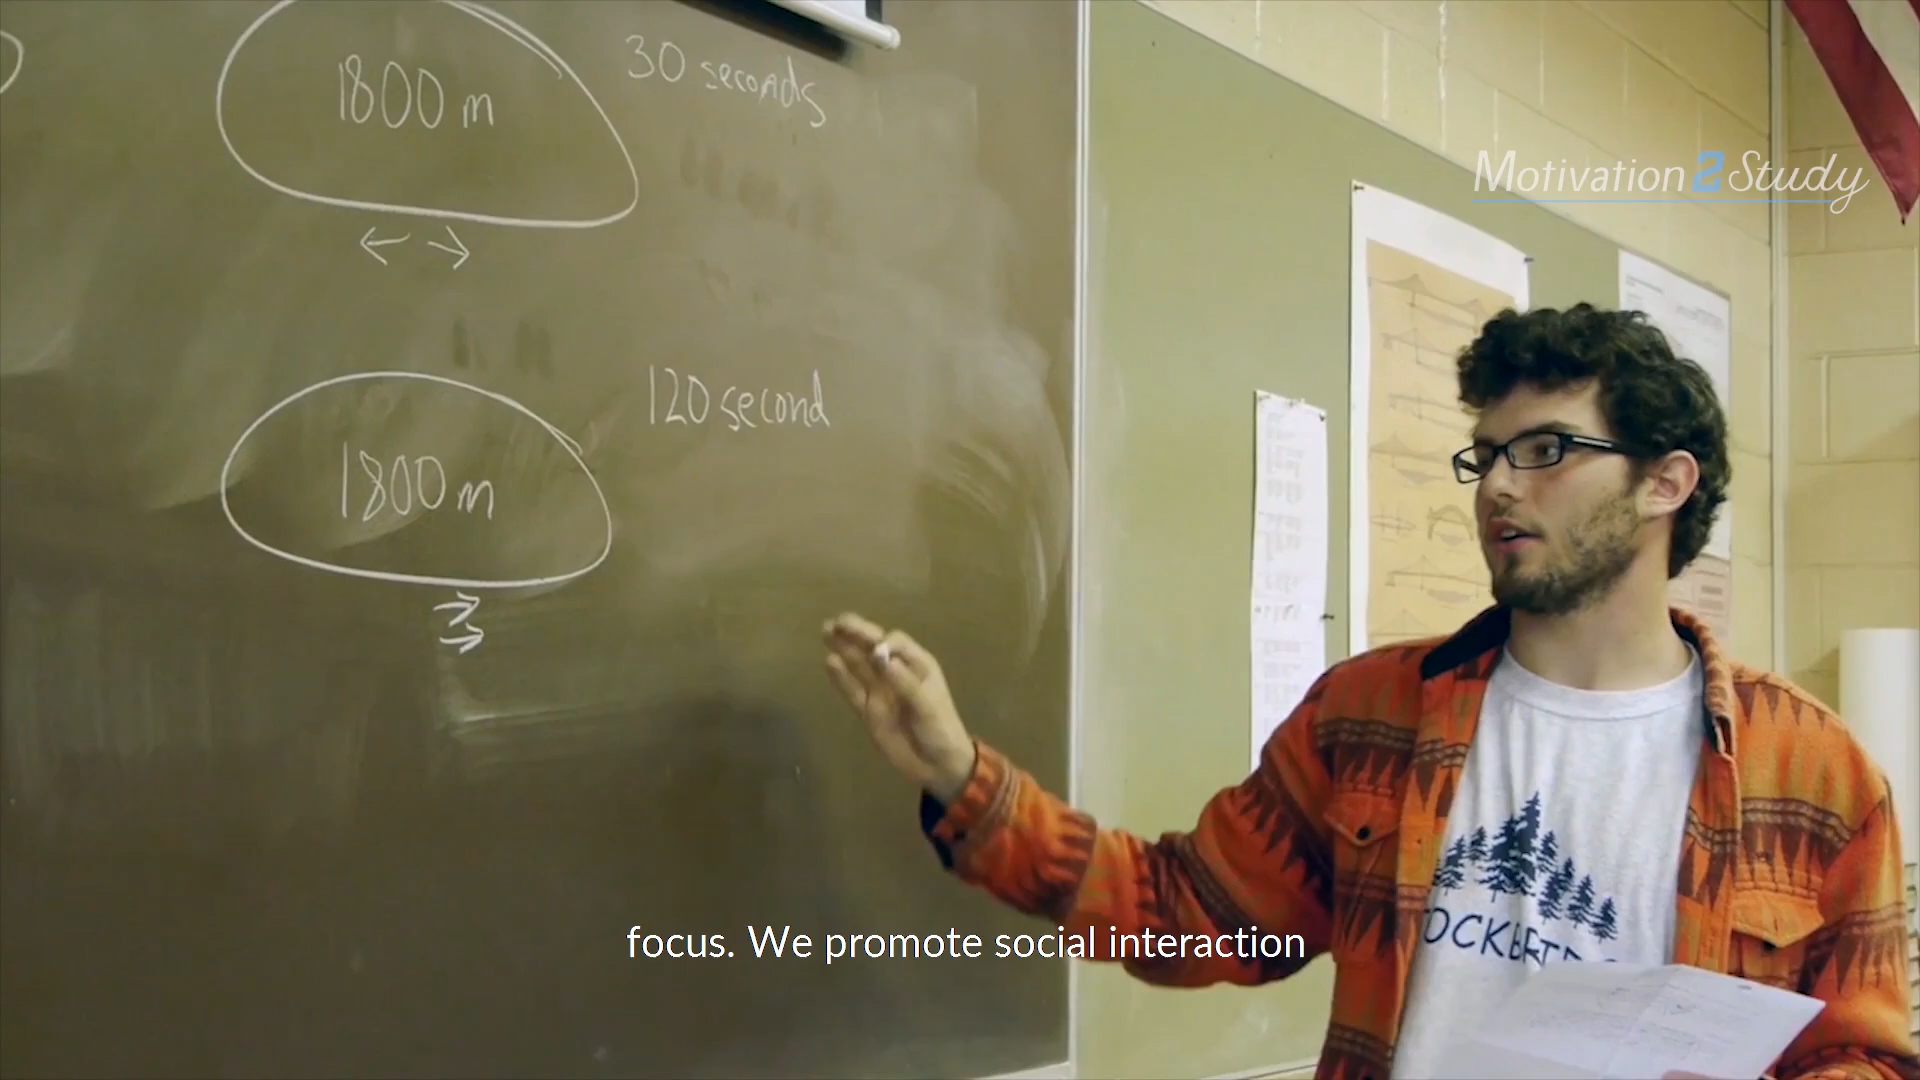 1800 m
30 seconds
Motivation2Study
1800 m
120 second
focus. We promote social interaction